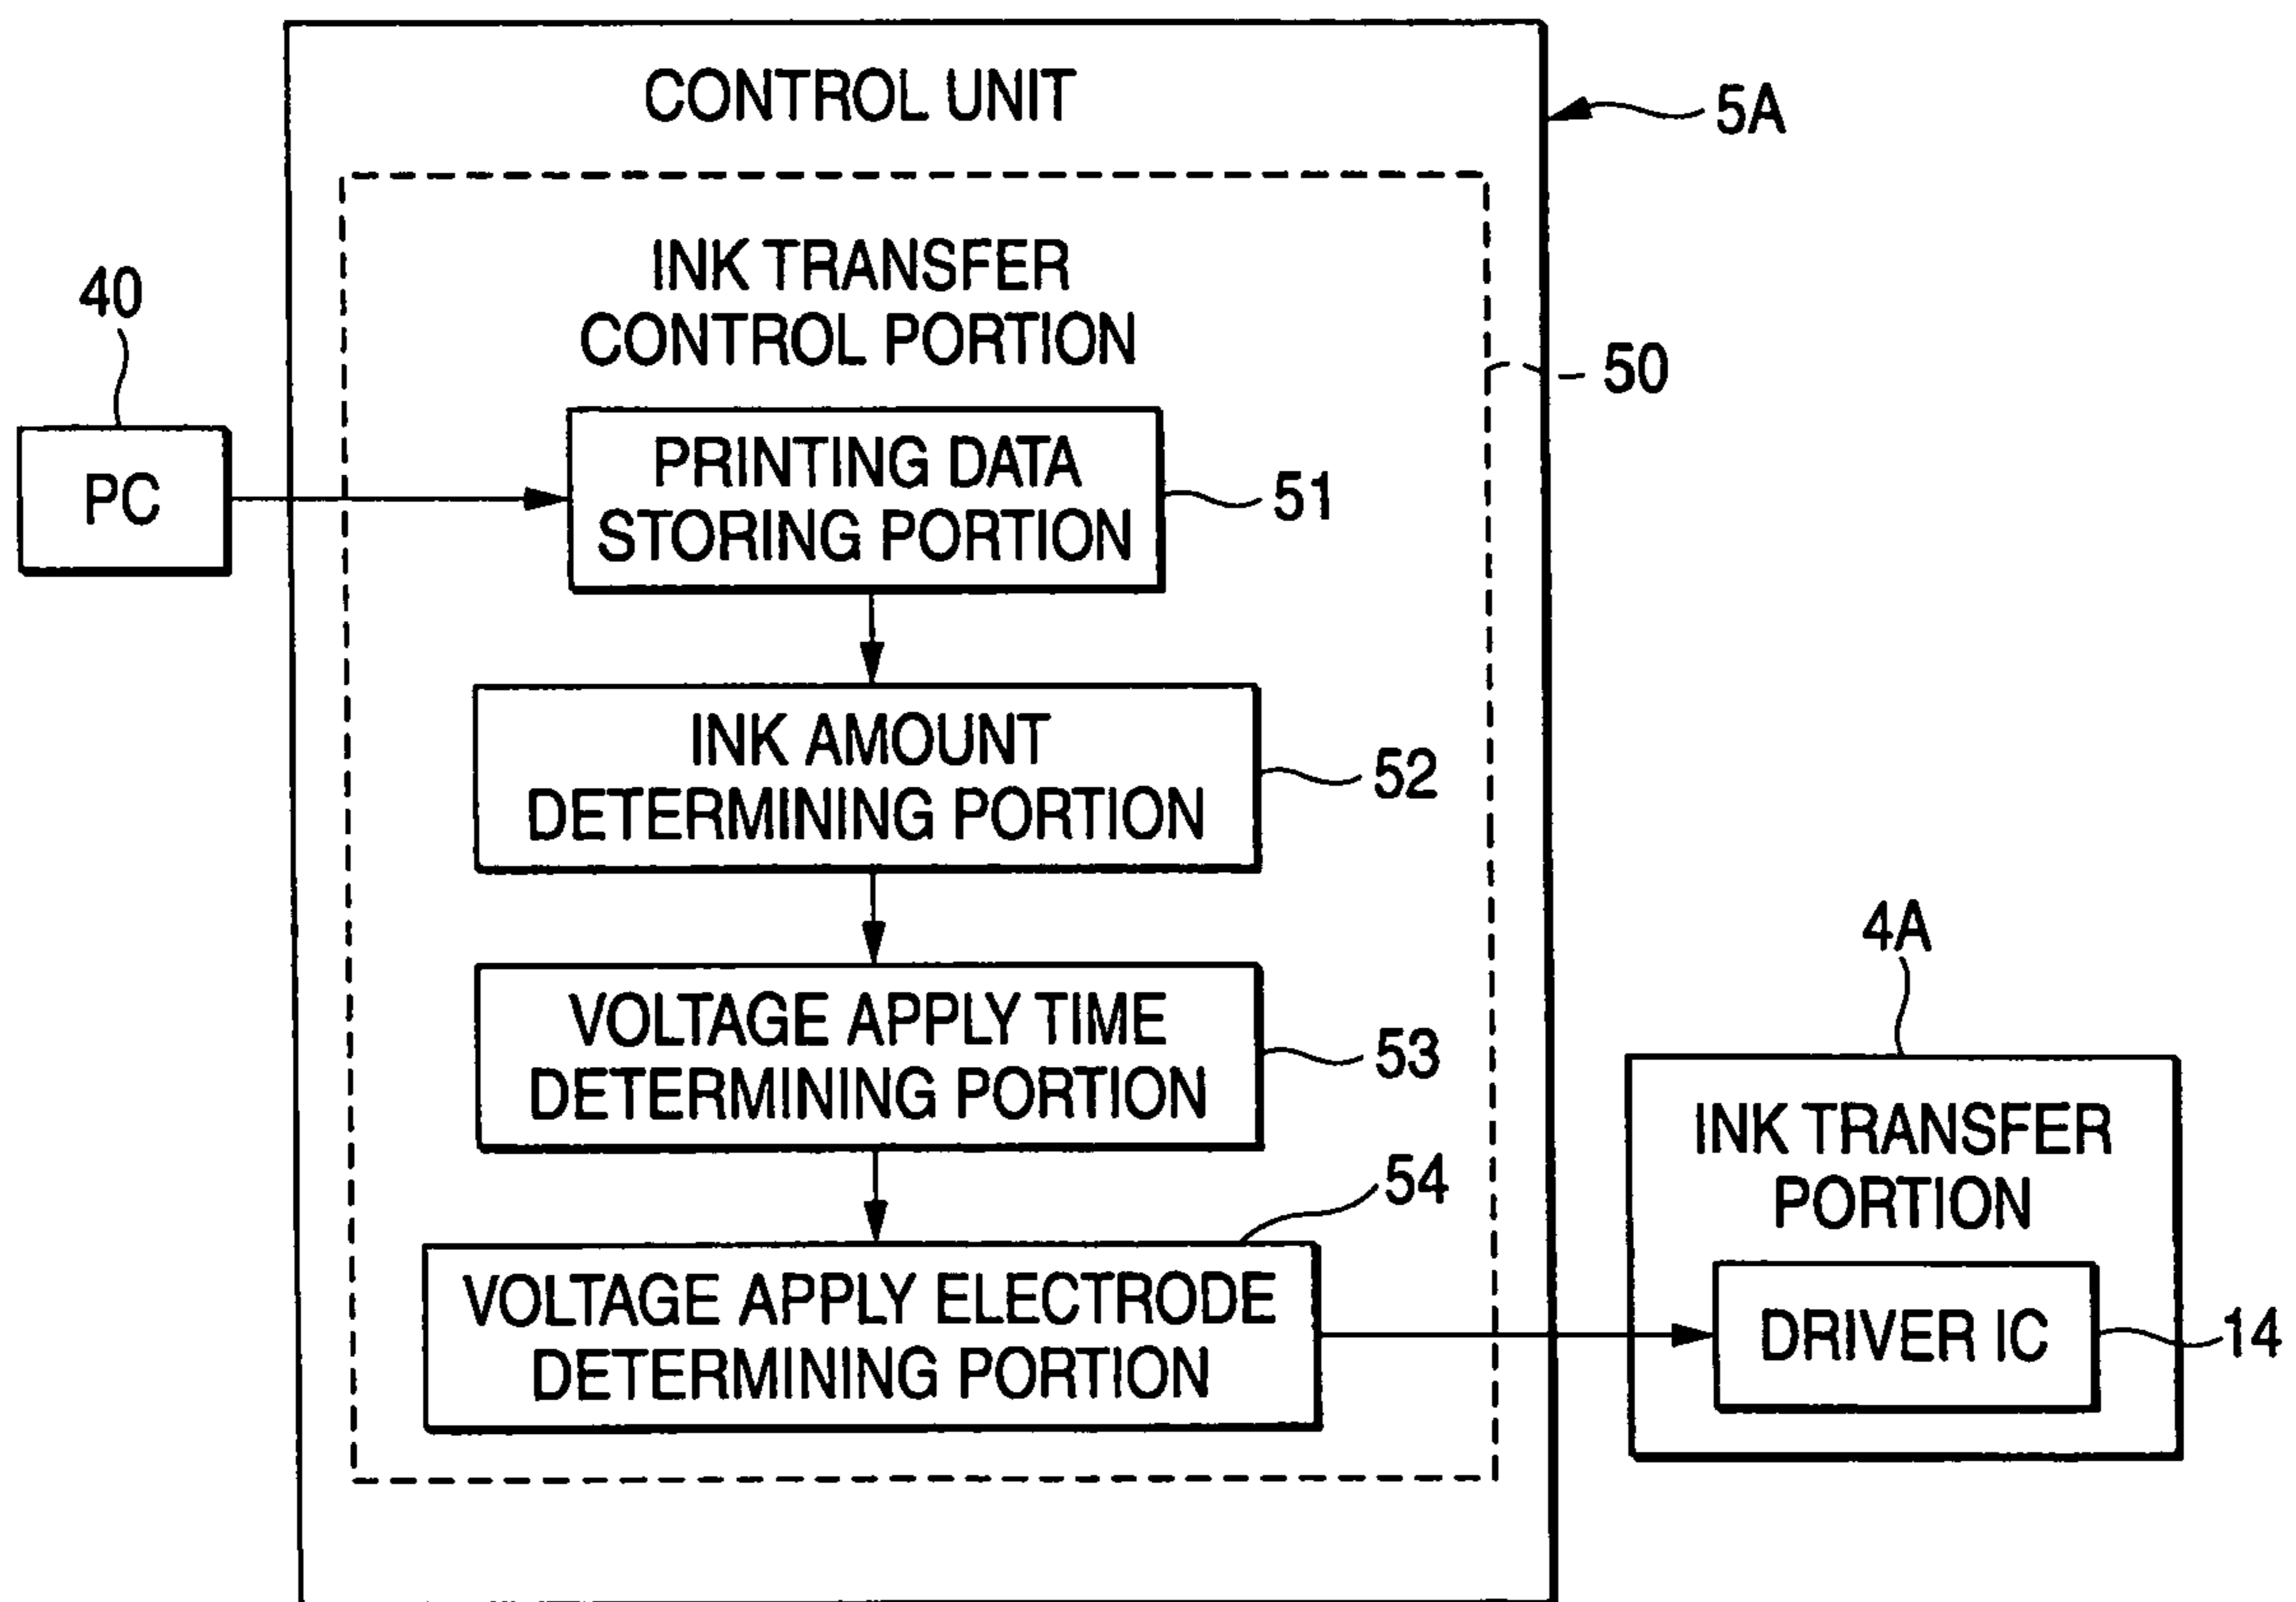 CONTROL UNIT
5A
INK TRANSFER
CONTROL PORTION
40
50
PC
PRINTING DATA
STORING PORTION
51
INK AMOUNT
DETERMINING PORTION
52
VOLTAGE APPLY TIME
DETERMINING PORTION
53
4A
INK TRANSFER
PORTION
54
VOLTAGE APPLY ELECTRODE
DETERMINING PORTION
DRIVER IC
14